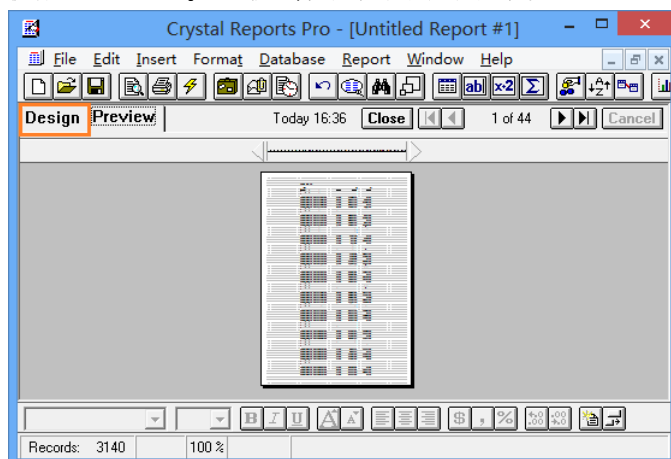 Crystal Reports Pro - [Untitled Report #1]
File Edit Insert Format Database Report Window Help
ab x+2 Σ
Design Preview Today 16:36 Close 1 of 44 Cancel
B I U A A $ , %
Records: 3140 100 %